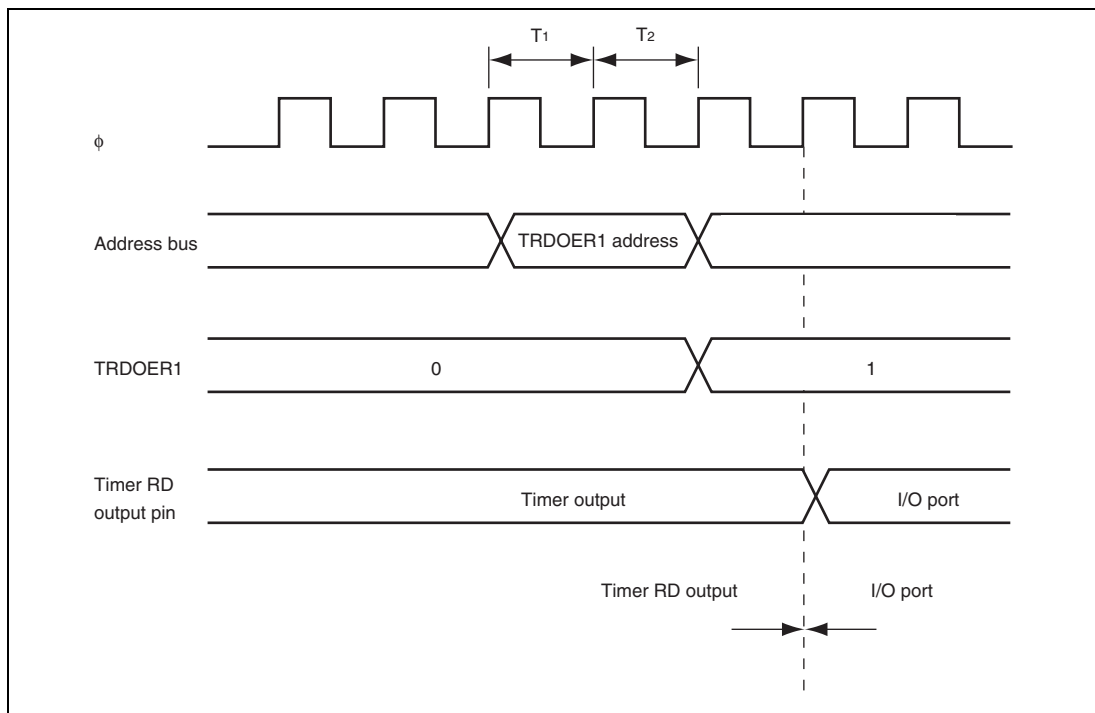 T1 T2
ϕ
Address bus TRDOER1 address
TRDOER1 0 1
Timer RD
output pin
Timer output I/O port
Timer RD output I/O port